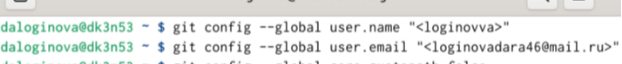 daloginova@dk3n53 ~ $ git config --global user.name "<loginovva>"
daloginova@dk3n53 ~ $ git config --global user.email "<loginovadara46@mail.ru>"